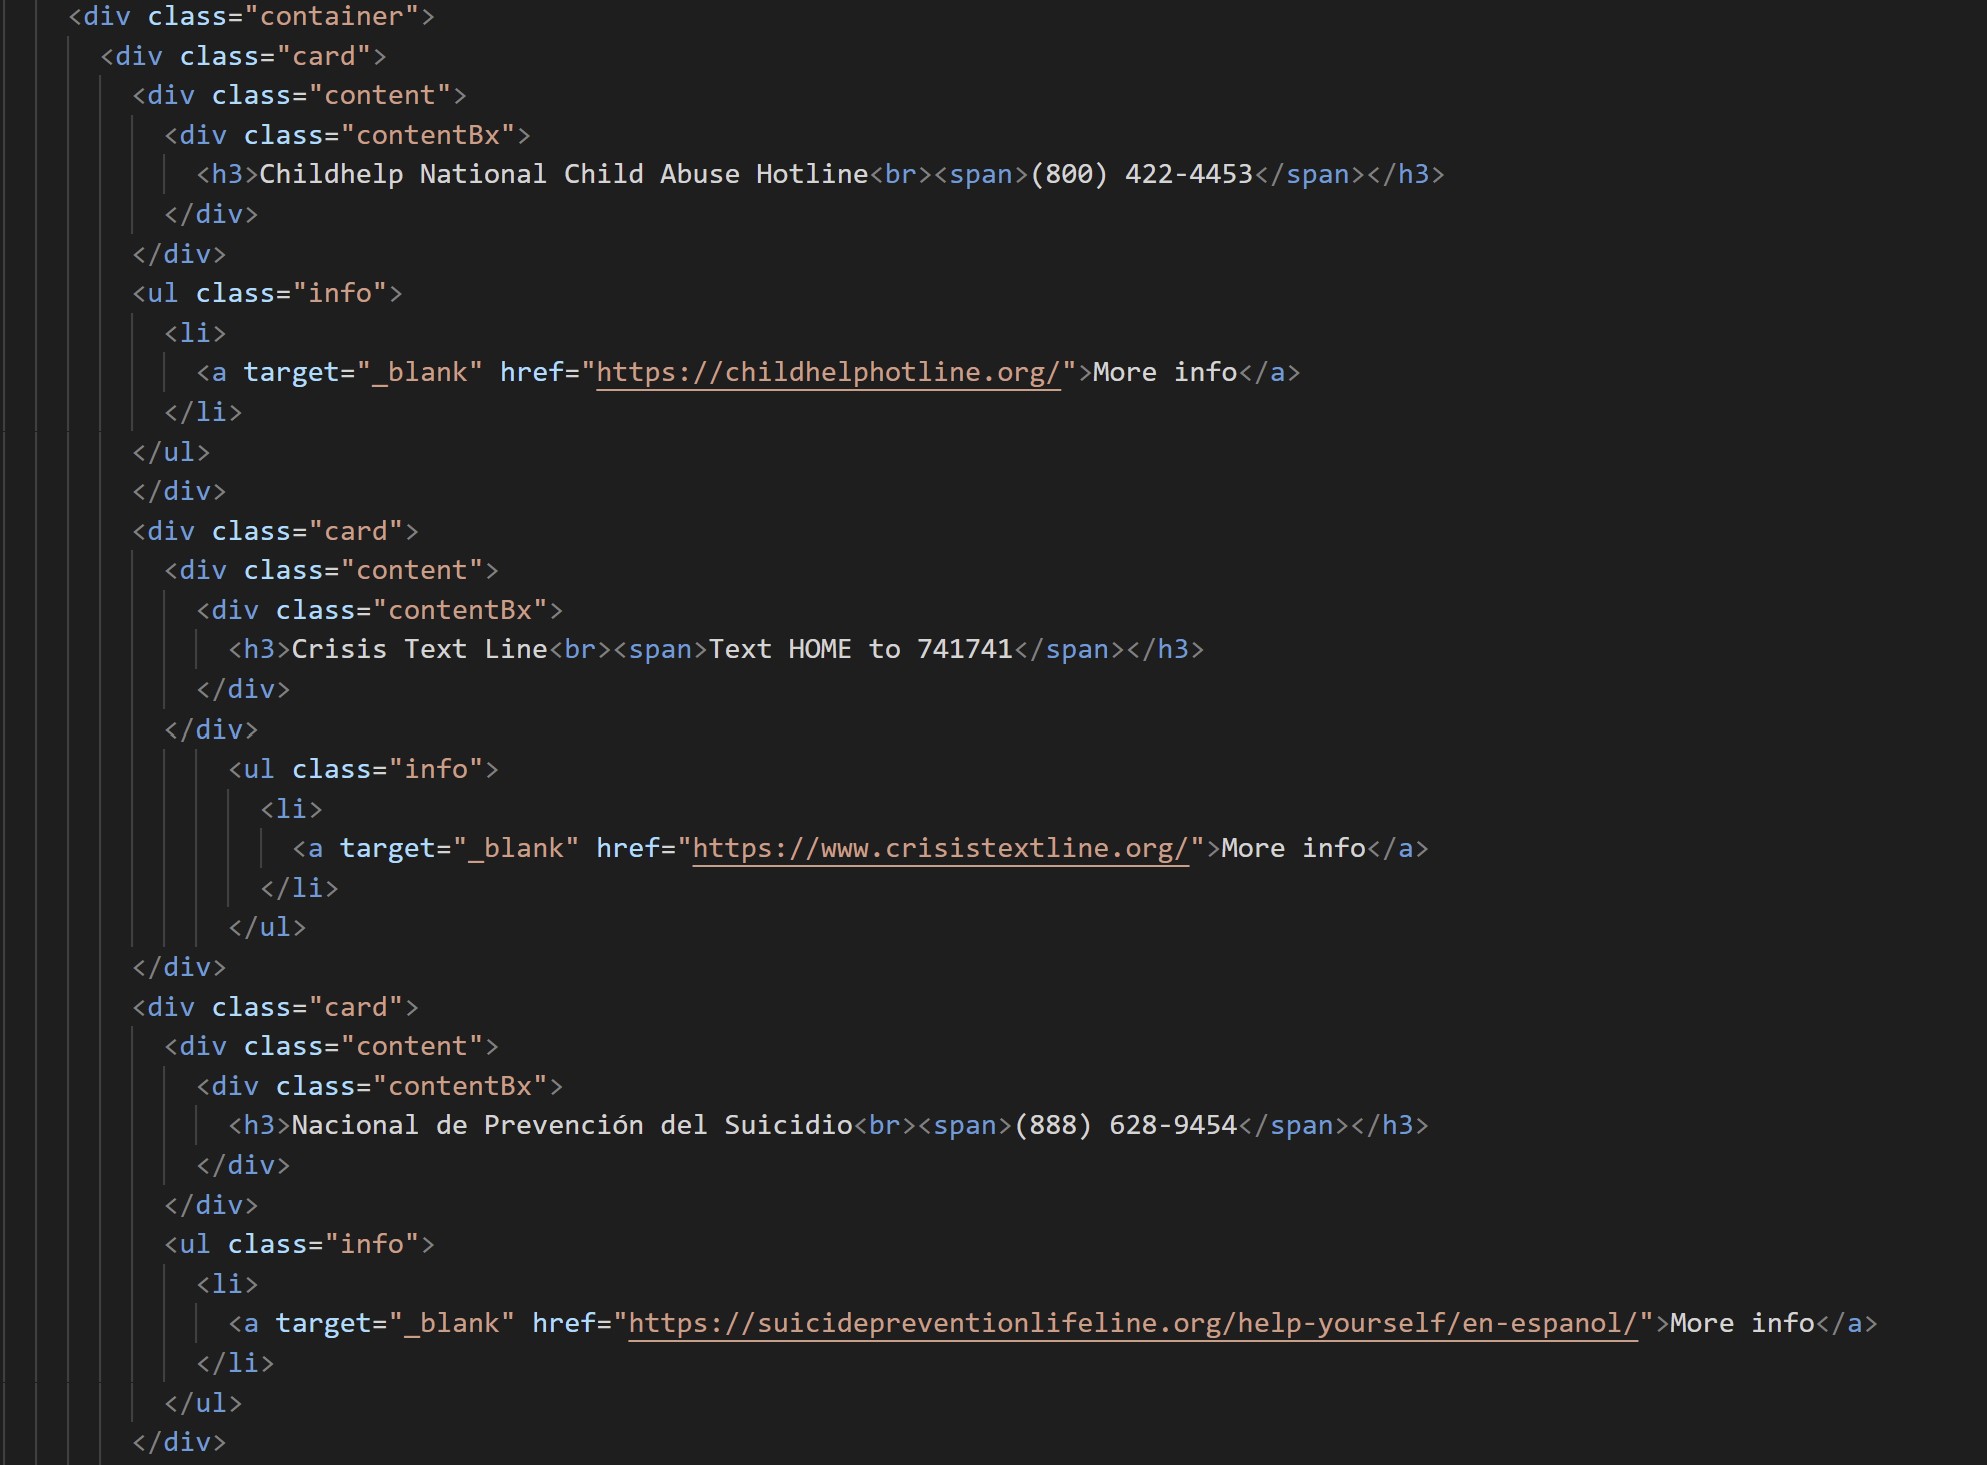 <div class="container">
<div class="card">
<div class="content">
<div class="contentBx">
<h3>Childhelp National Child Abuse Hotline<br><span>(800) 422-4453</span></h3>
</div>
</div>
<ul class="info">
<li>
<a target="_blank" href="https://childhelphotline.org/">More info</a>
</li>
</ul>
</div>
<div class="card">
<div class="content">
<div class="contentBx">
<h3>Crisis Text Line<br><span>Text HOME to 741741</span></h3>
</div>
</div>
<ul class="info">
<li>
<a target="_blank" href="https://www.crisistextline.org/">More info</a>
</li>
</ul>
</div>
<div class="card">
<div class="content">
<div class="contentBx">
<h3>Nacional de Prevención del Suicidio<br><span>(888) 628-9454</span></h3>
</div>
</div>
<ul class="info">
<li>
<a target="_blank" href="https://suicidepreventionlifeline.org/help-yourself/en-espanol/">More info</a>
</li>
</ul>
</div>